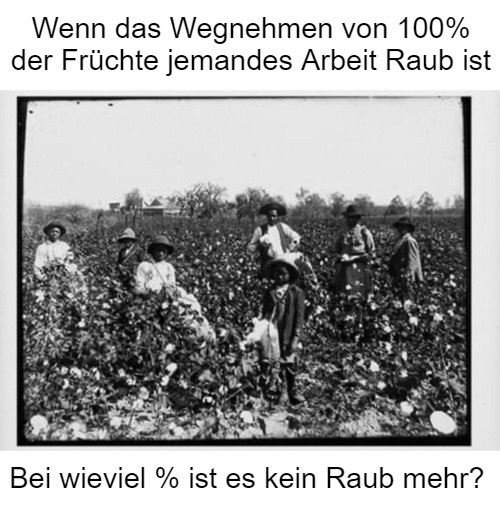 Wenn das Wegnehmen von 100%
der Früchte jemandes Arbeit Raub ist
Bei wieviel % ist es kein Raub mehr?